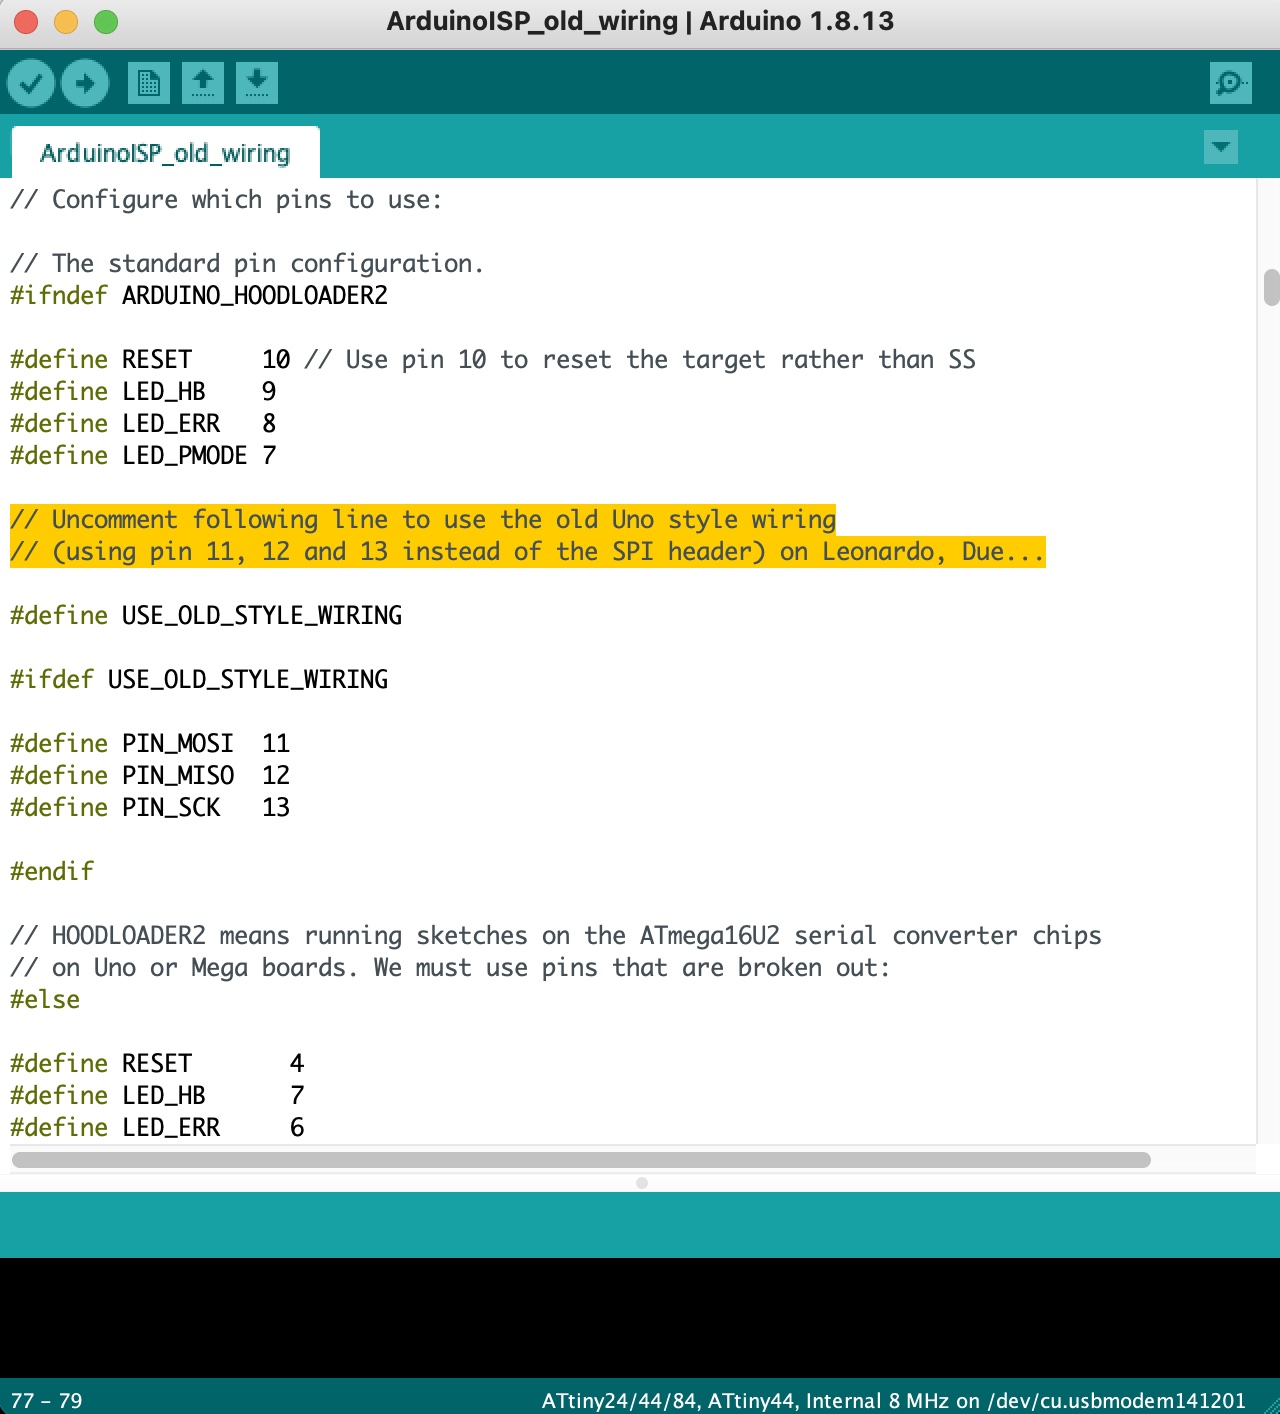 ArduinoISP_old_wiring | Arduino 1.8.13
ArduinoISP_old_wiring
// Configure which pins to use:
// The standard pin configuration.
#ifndef ARDUINO_HOODLOADER2
#define RESET     10 // Use pin 10 to reset the target rather than SS
#define LED_HB    9
#define LED_ERR   8
#define LED_PMODE 7
// Uncomment following line to use the old Uno style wiring
// (using pin 11, 12 and 13 instead of the SPI header) on Leonardo, Due...
#define USE_OLD_STYLE_WIRING
#ifdef USE_OLD_STYLE_WIRING
#define PIN_MOSI  11
#define PIN_MISO  12
#define PIN_SCK   13
#endif
// HOODLOADER2 means running sketches on the ATmega16U2 serial converter chips
// on Uno or Mega boards. We must use pins that are broken out:
#else
#define RESET       4
#define LED_HB      7
#define LED_ERR     6
77 - 79
ATtiny24/44/84, ATtiny44, Internal 8 MHz on /dev/cu.usbmodem141201